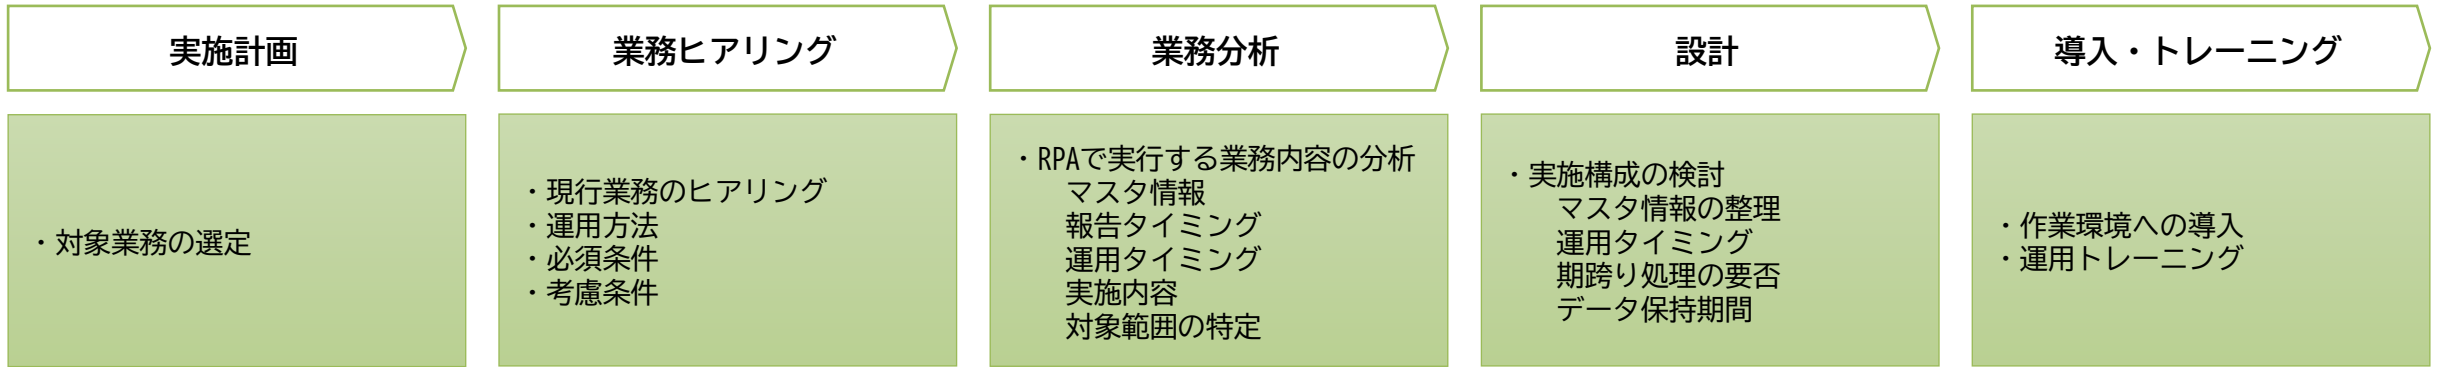 実施計画
・対象業務の選定
業務ヒアリング
・現行業務のヒアリング
・運用方法
・必須条件
・考慮条件
業務分析
・RPAで実行する業務内容の分析
マスタ情報
報告タイミング
運用タイミング
実施内容
対象範囲の特定
設計
・実施構成の検討
マスタ情報の整理
運用タイミング
期跨り処理の要否
データ保持期間
導入・トレーニング
・作業環境への導入
・運用トレーニング